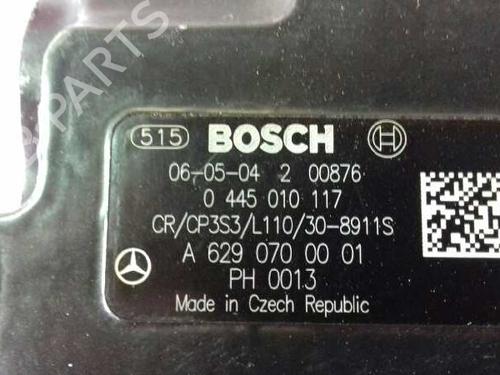 PARTS
515 BOSCH
06-05-04 2 00876
0 445 010 117
CR/CP3S3/L110/30-8911S
A 629 070 00 01
PH 0013
Made in Czech Republic